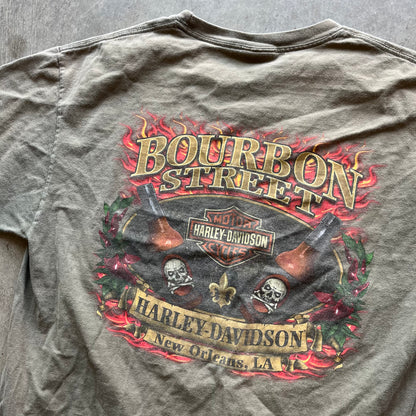 BOURBON
STREET
MOTOR
HARLEY-DAVIDSON
CYCLES
HARLEY-DAVIDSON
New Orleans, LA